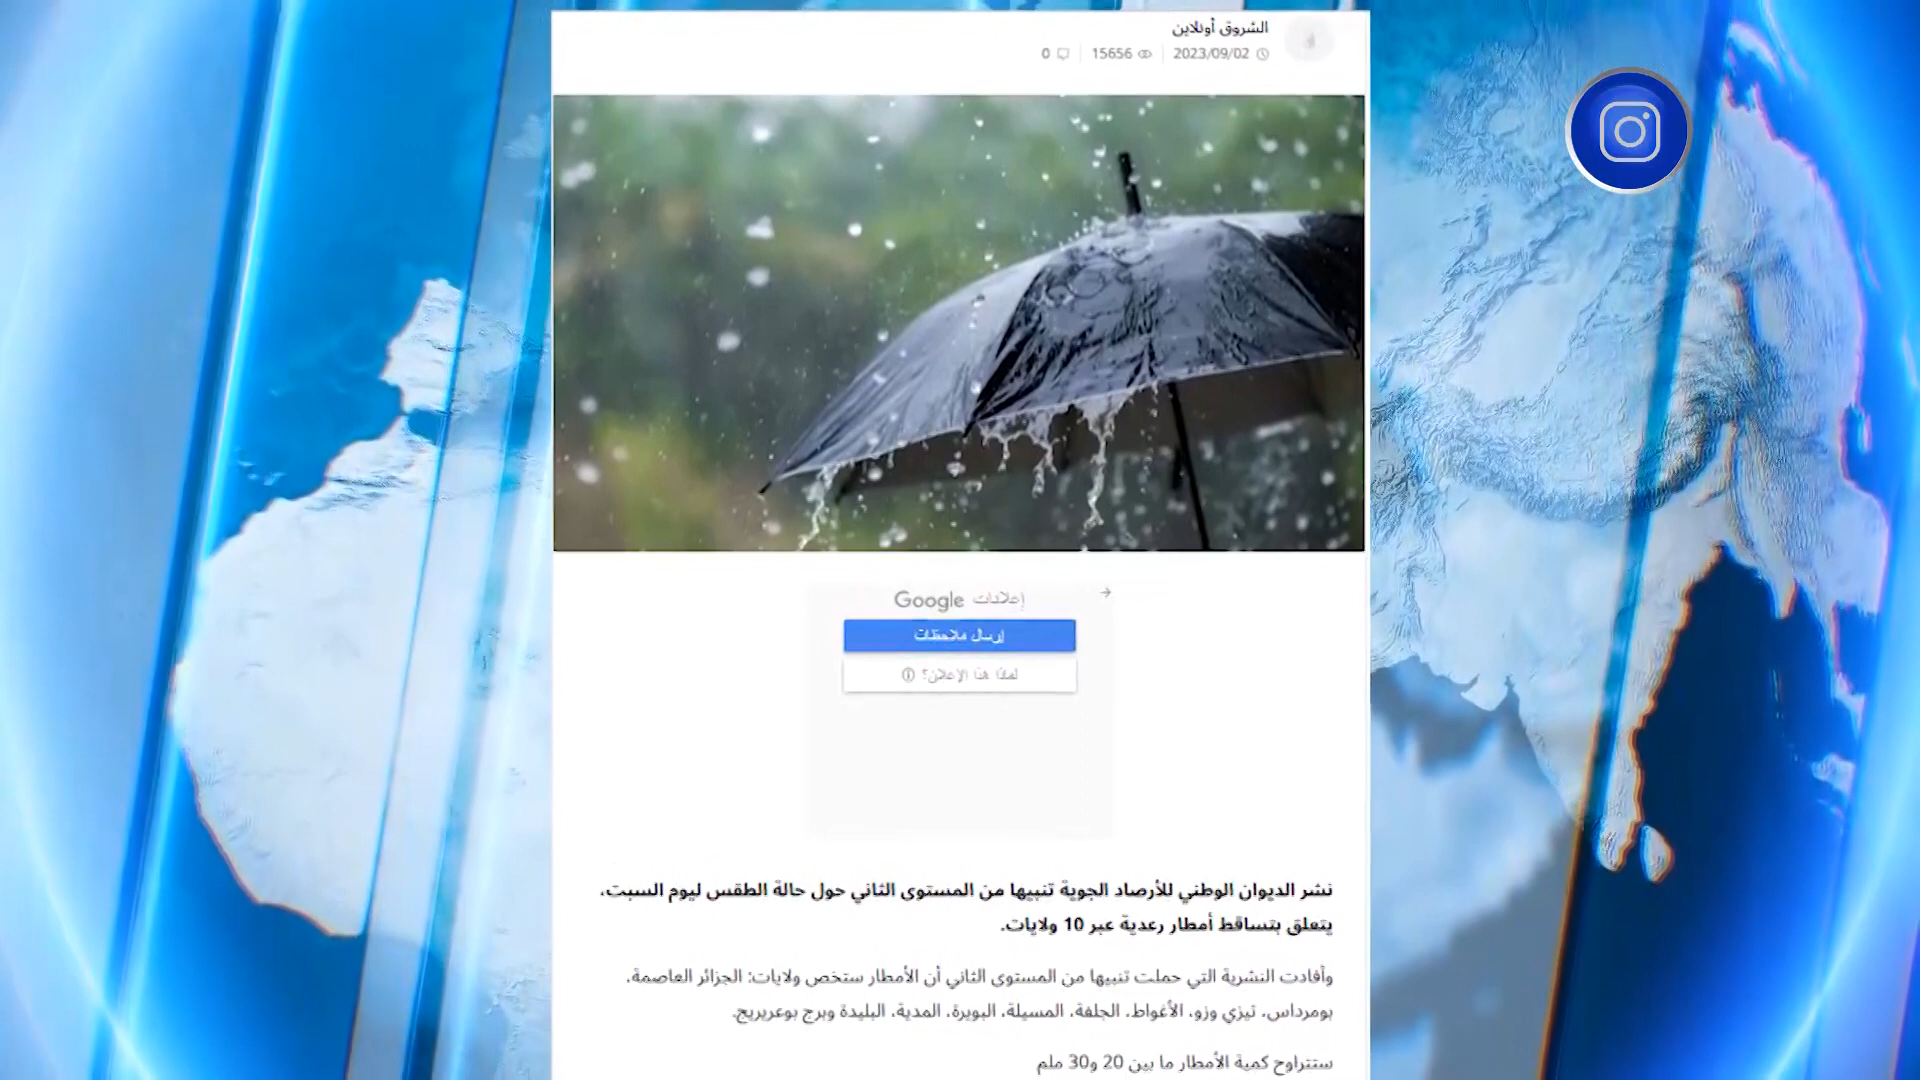 الشروق أونلاين
2023/09/02 15656 0
إعلانات Google
إرسال ملاحظات
لماذا هذا الإعلان؟
نشر الديوان الوطني للأرصاد الجوية تنبيها من المستوى الثاني حول حالة الطقس ليوم السبت،
يتعلق بتساقط أمطار رعدية عبر 10 ولايات.
وأفادت النشرية التي حملت تنبيها من المستوى الثاني أن الأمطار ستخص ولايات: الجزائر العاصمة،
بومرداس، تيزي وزو، الأغواط، الجلفة، المسيلة، البويرة، المدية، البليدة وبرج بوعريريج.
ستتراوح كمية الأمطار ما بين 20 و30 ملم